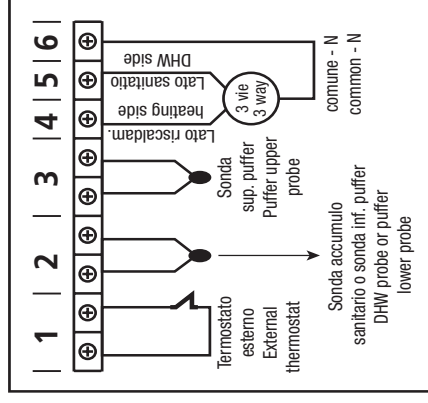 1
2
3
4
5
6
Termostato
esterno
External
thermostat
Sonda accumulo
sanitario o sonda inf. puffer
DHW probe or puffer
lower probe
Sonda
sup. puffer
Puffer upper
probe
Lato riscaldam.
heating side
Lato sanitatio
DHW side
3 vie
3 way
comune - N
common - N